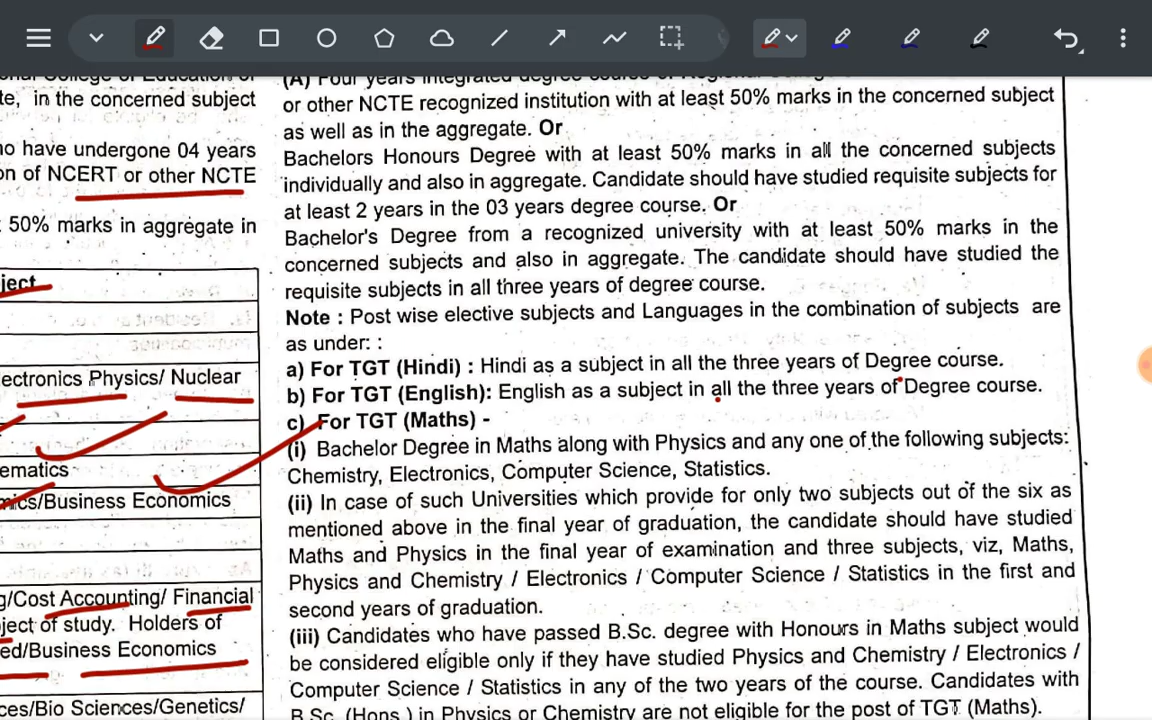 te, in the concerned subject
o have undergone 04 years
n of NCERT or other NCTE
50% marks in aggregate in
ject
ectronics Physics/ Nuclear
ematics
mics/Business Economics
g/Cost Accounting/ Financial
ject of study. Holders of
ed/Business Economics
ces/Bio Sciences/Genetics/
(A) Four years integrated degree course of Regional
or other NCTE recognized institution with at least 50% marks in the concerned subject
as well as in the aggregate. Or
Bachelors Honours Degree with at least 50% marks in all the concerned subjects
individually and also in aggregate. Candidate should have studied requisite subjects for
at least 2 years in the 03 years degree course. Or
Bachelor's Degree from a recognized university with at least 50% marks in the
concerned subjects and also in aggregate. The candidate should have studied the
requisite subjects in all three years of degree course.
Note : Post wise elective subjects and Languages in the combination of subjects are
as under: :
a) For TGT (Hindi) : Hindi as a subject in all the three years of Degree course.
b) For TGT (English): English as a subject in all the three years of Degree course.
c) For TGT (Maths) -
(i) Bachelor Degree in Maths along with Physics and any one of the following subjects:
Chemistry, Electronics, Computer Science, Statistics.
(ii) In case of such Universities which provide for only two subjects out of the six as
mentioned above in the final year of graduation, the candidate should have studied
Maths and Physics in the final year of examination and three subjects, viz, Maths,
Physics and Chemistry / Electronics / Computer Science / Statistics in the first and
second years of graduation.
(iii) Candidates who have passed B.Sc. degree with Honours in Maths subject would
be considered eligible only if they have studied Physics and Chemistry / Electronics /
Computer Science / Statistics in any of the two years of the course. Candidates with
B.Sc. (Hons.) in Physics or Chemistry are not eligible for the post of TGT (Maths).